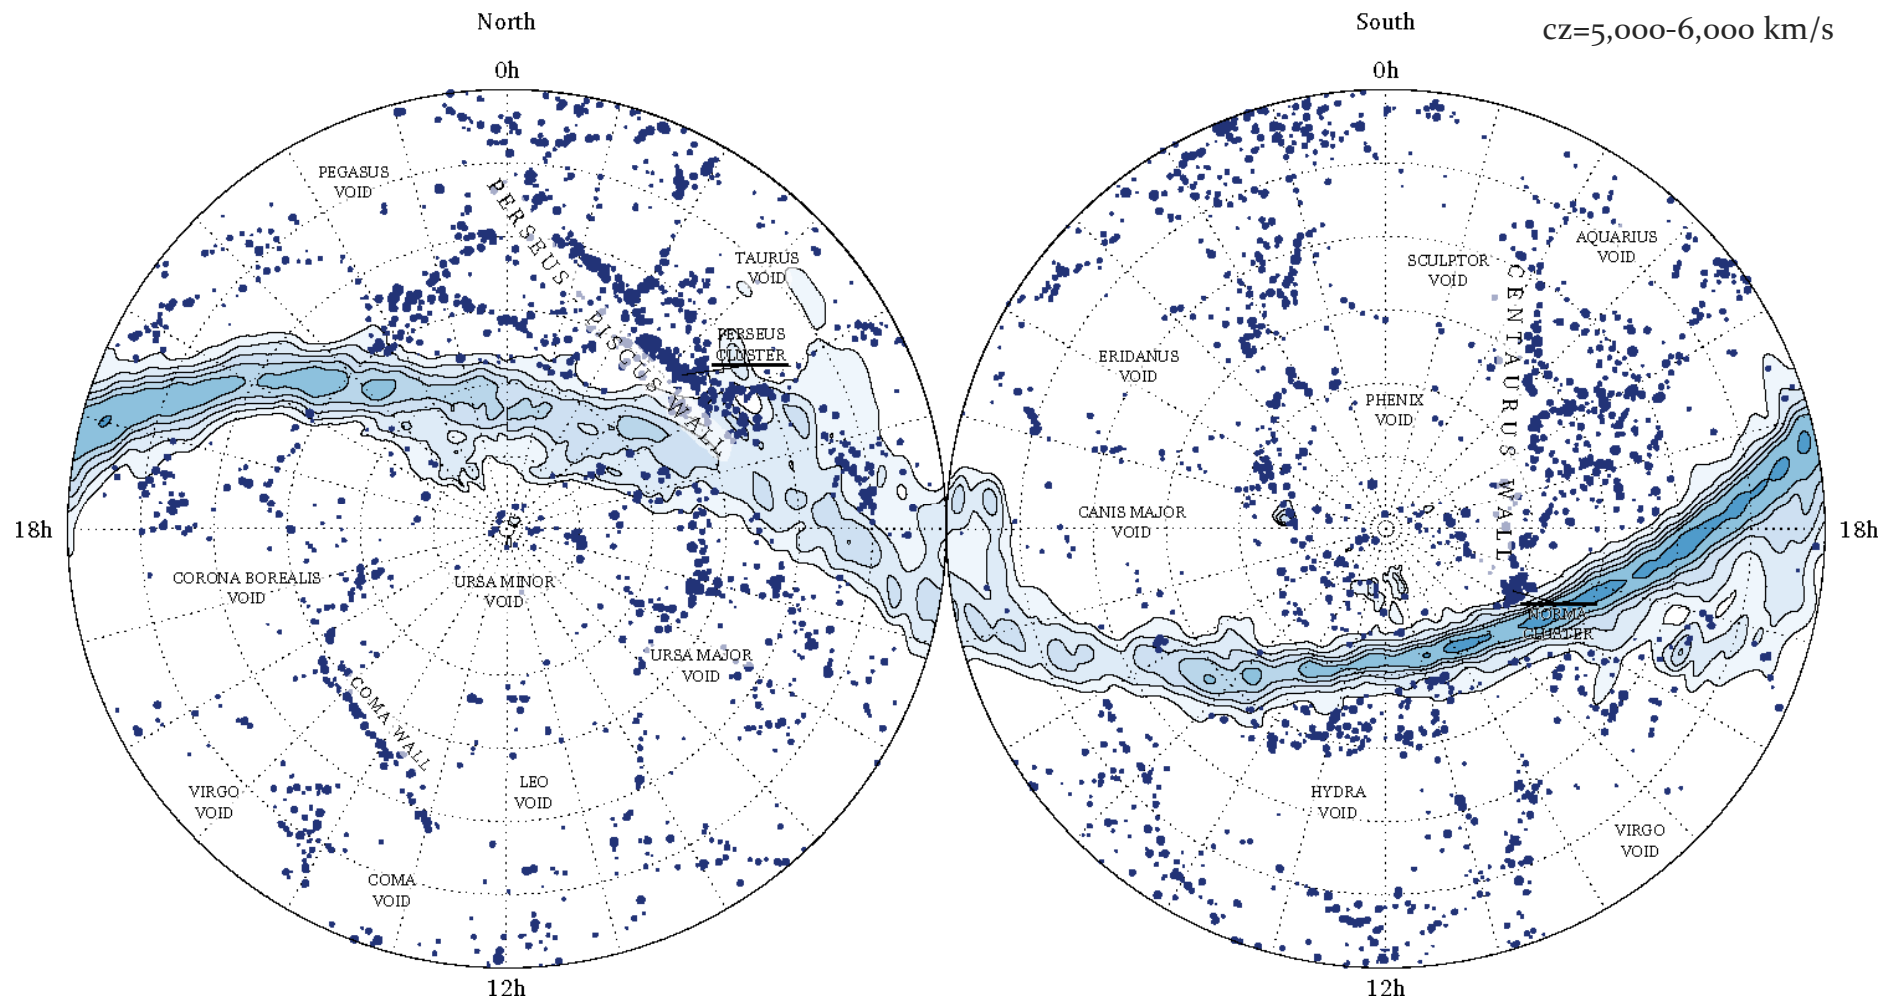 North
South
cz=5,000-6,000 km/s
0h
0h
PEGASUS
VOID
PERSEUS - PISCUS WALL
TAURUS
VOID
PERSEUS
CLUSTER
18h
CORONA BOREALIS
VOID
URSA MINOR
VOID
URSA MAJOR
VOID
COMA WALL
VIRGO
VOID
LEO
VOID
COMA
VOID
12h
AQUARIUS
VOID
SCULPTOR
VOID
CENTAURUS WALL
ERIDANUS
VOID
PHENIX
VOID
CANIS MAJOR
VOID
18h
NORMA
CLUSTER
HYDRA
VOID
VIRGO
VOID
12h